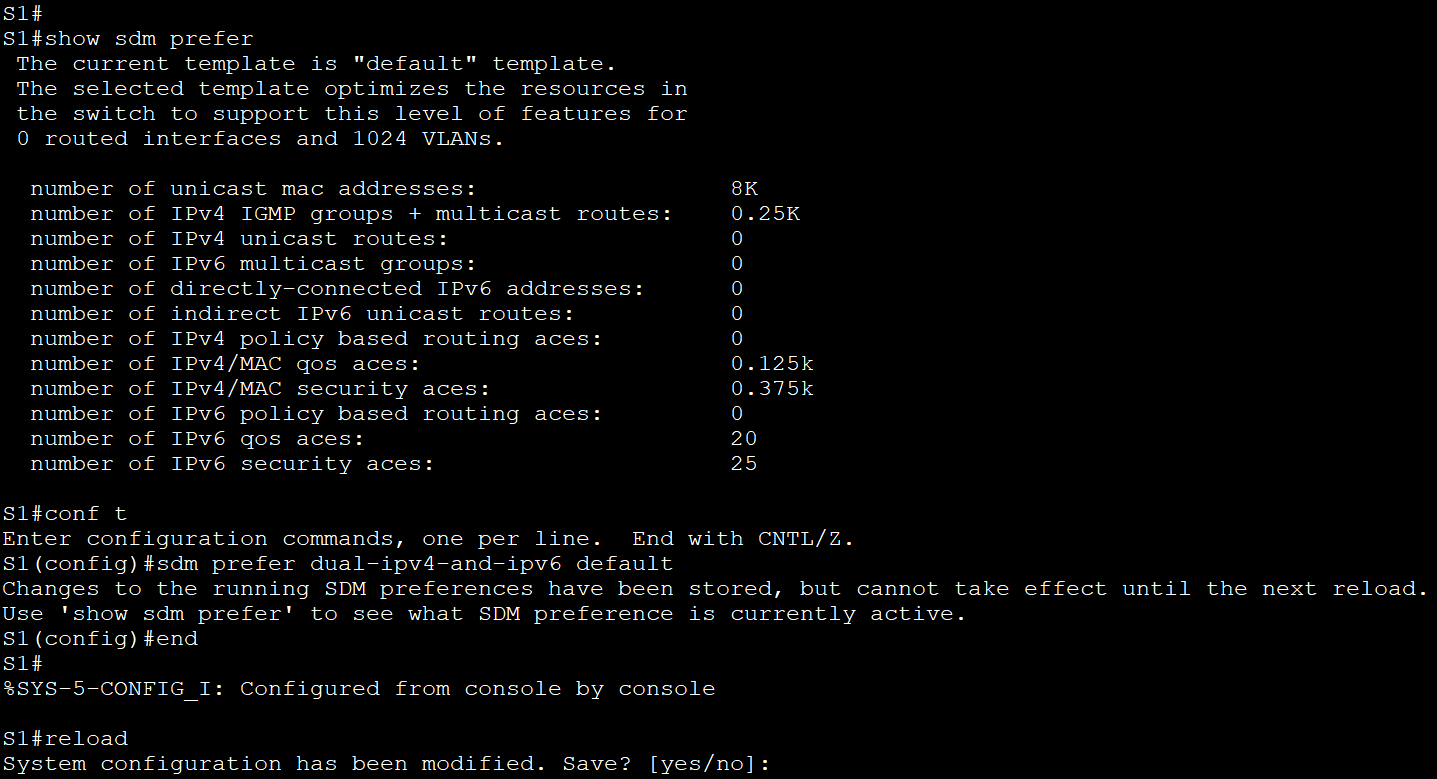 S1#
S1#show sdm prefer
The current template is "default" template.
The selected template optimizes the resources in
the switch to support this level of features for
0 routed interfaces and 1024 VLANs.
number of unicast mac addresses: 8K
number of IPv4 IGMP groups + multicast routes: 0.25K
number of IPv4 unicast routes: 0
number of IPv6 multicast groups: 0
number of directly-connected IPv6 addresses: 0
number of indirect IPv6 unicast routes: 0
number of IPv4 policy based routing aces: 0
number of IPv4/MAC qos aces: 0.125k
number of IPv4/MAC security aces: 0.375k
number of IPv6 policy based routing aces: 0
number of IPv6 qos aces: 20
number of IPv6 security aces: 25
S1#conf t
Enter configuration commands, one per line.  End with CNTL/Z.
S1(config)#sdm prefer dual-ipv4-and-ipv6 default
Changes to the running SDM preferences have been stored, but cannot take effect until the next reload.
Use 'show sdm prefer' to see what SDM preference is currently active.
S1(config)#end
S1#
%SYS-5-CONFIG_I: Configured from console by console
S1#reload
System configuration has been modified. Save? [yes/no]: